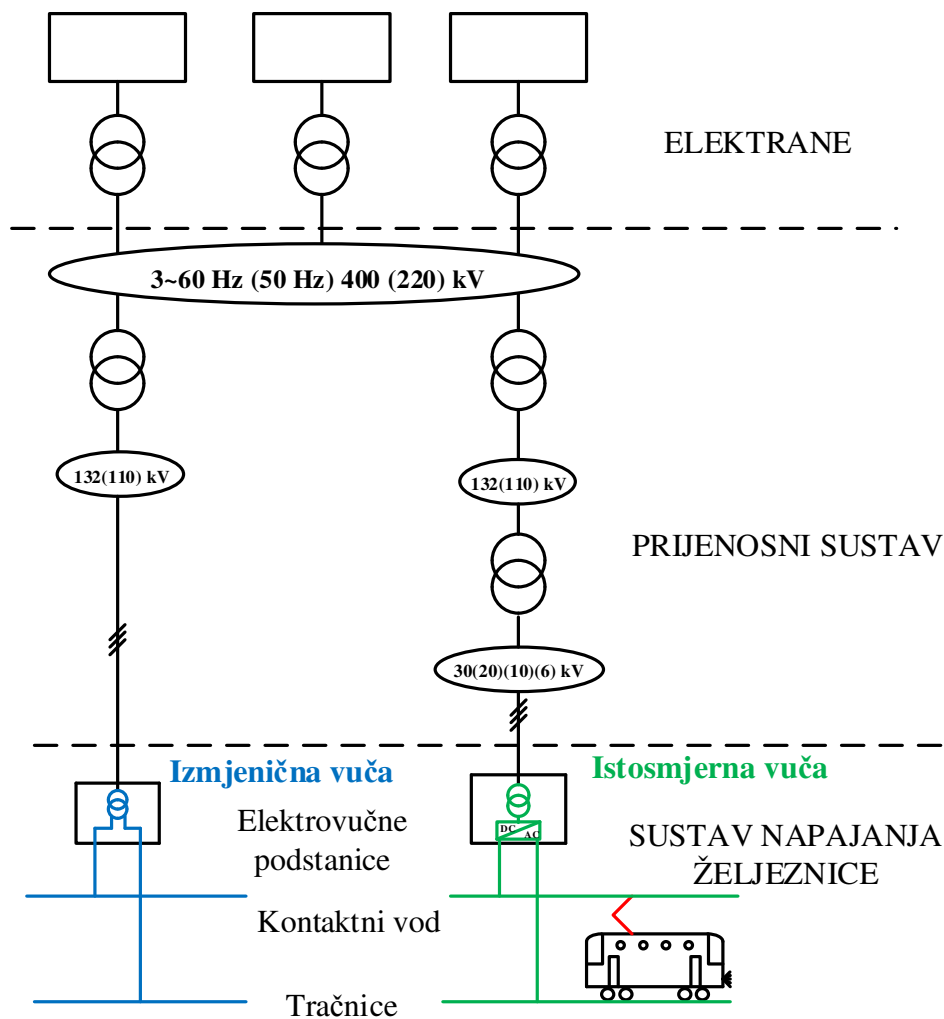 ELEKTRANE
3~60 Hz (50 Hz) 400 (220) kV
132(110) kV
132(110) kV
PRIJENOSNI SUSTAV
30(20)(10)(6) kV
Izmjenična vuča
Istosmjerna vuča
Elektrovučne
podstanice
DC
AC
SUSTAV NAPAJANJA
ŽELJEZNICE
Kontaktni vod
Tračnice